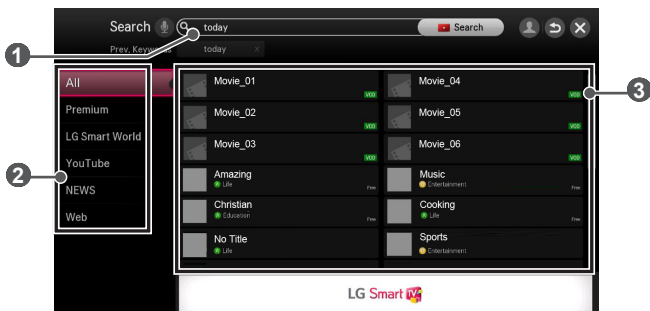 Search today Search
Prev. Keywords today ×
1
2
3
All
Premium
LG Smart World
YouTube
NEWS
Web
Movie_01 VOD
Movie_04 VOD
Movie_02 VOD
Movie_05 VOD
Movie_03 VOD
Movie_06 VOD
Amazing
Life Free
Music
Entertainment Free
Christian
Education Free
Cooking
Life Free
No Title
Life
Sports
Entertainment
LG Smart TV